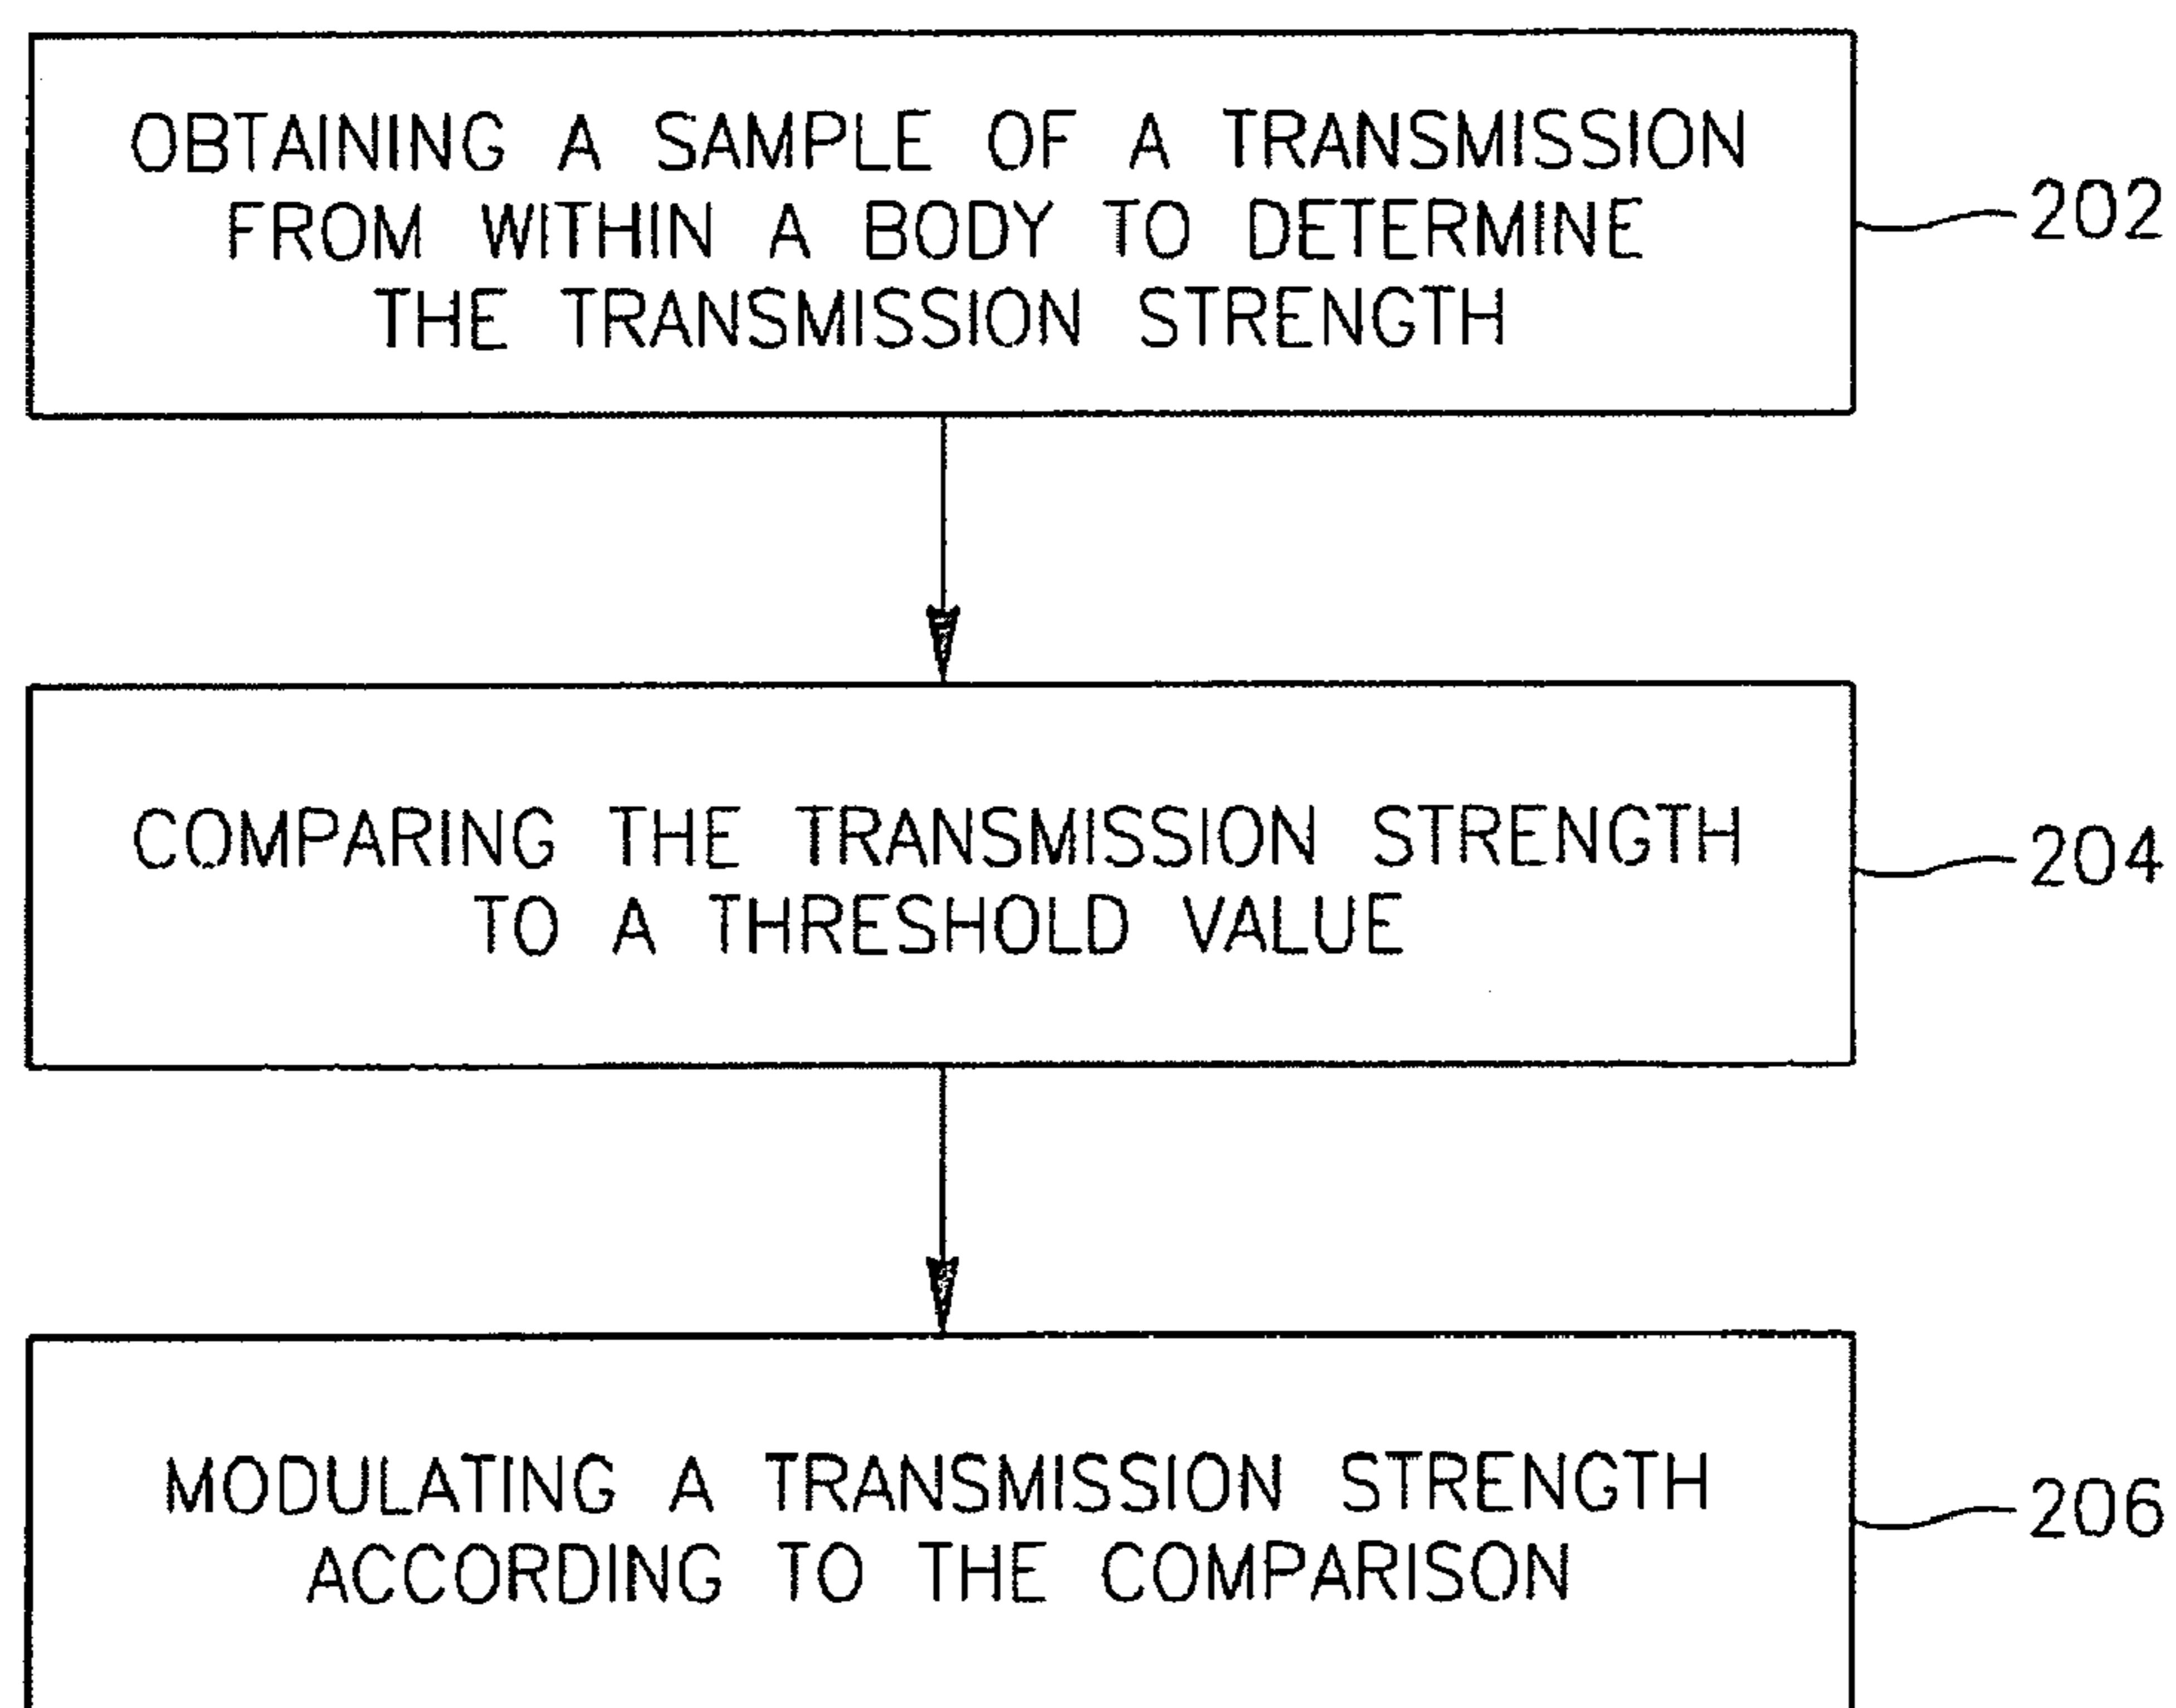 OBTAINING A SAMPLE OF A TRANSMISSION
FROM WITHIN A BODY TO DETERMINE
THE TRANSMISSION STRENGTH
202
COMPARING THE TRANSMISSION STRENGTH
TO A THRESHOLD VALUE
204
MODULATING A TRANSMISSION STRENGTH
ACCORDING TO THE COMPARISON
206